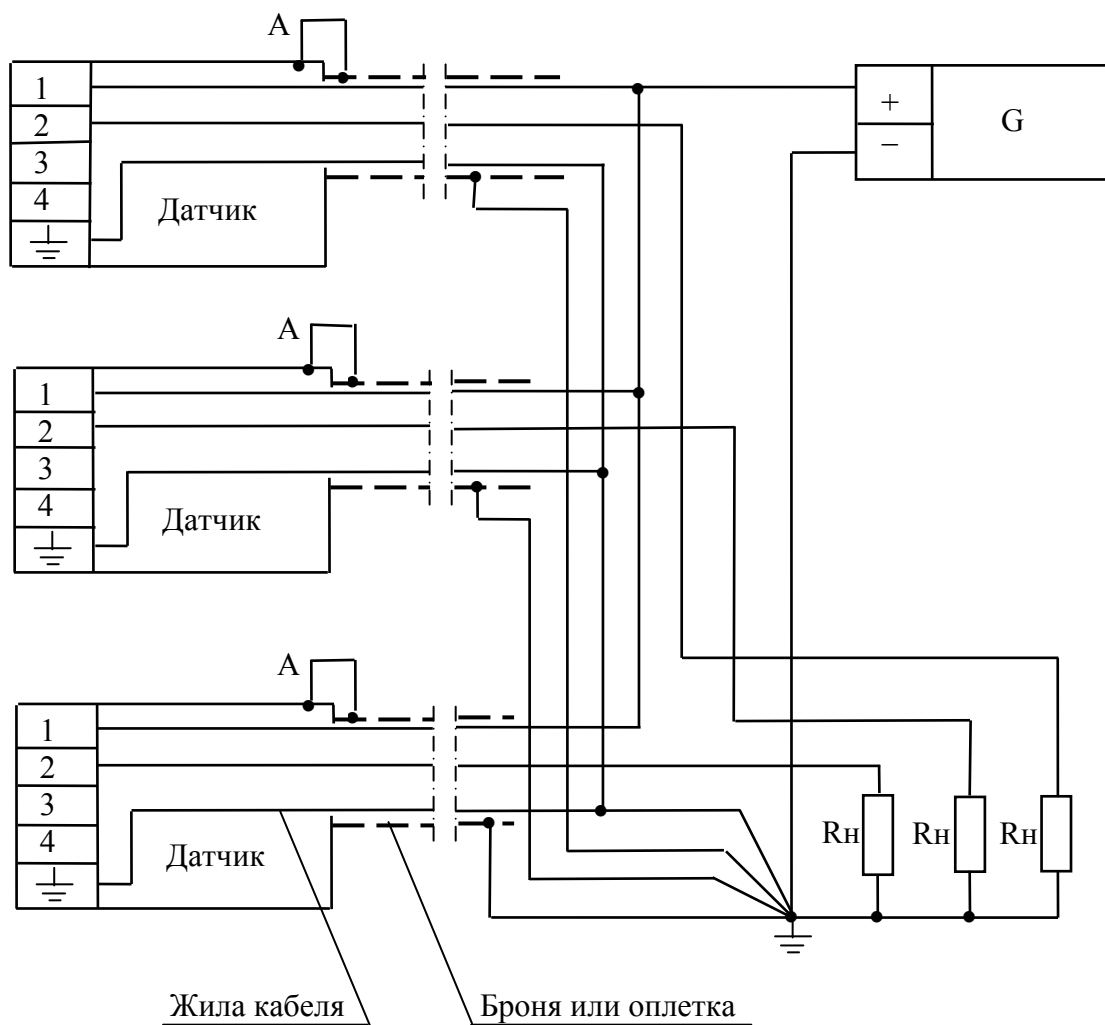 А
1
2
3
4
Датчик
+
−
G
А
1
2
3
4
Датчик
А
1
2
3
4
Датчик
Rн
Rн
Rн
Жила кабеля
Броня или оплетка